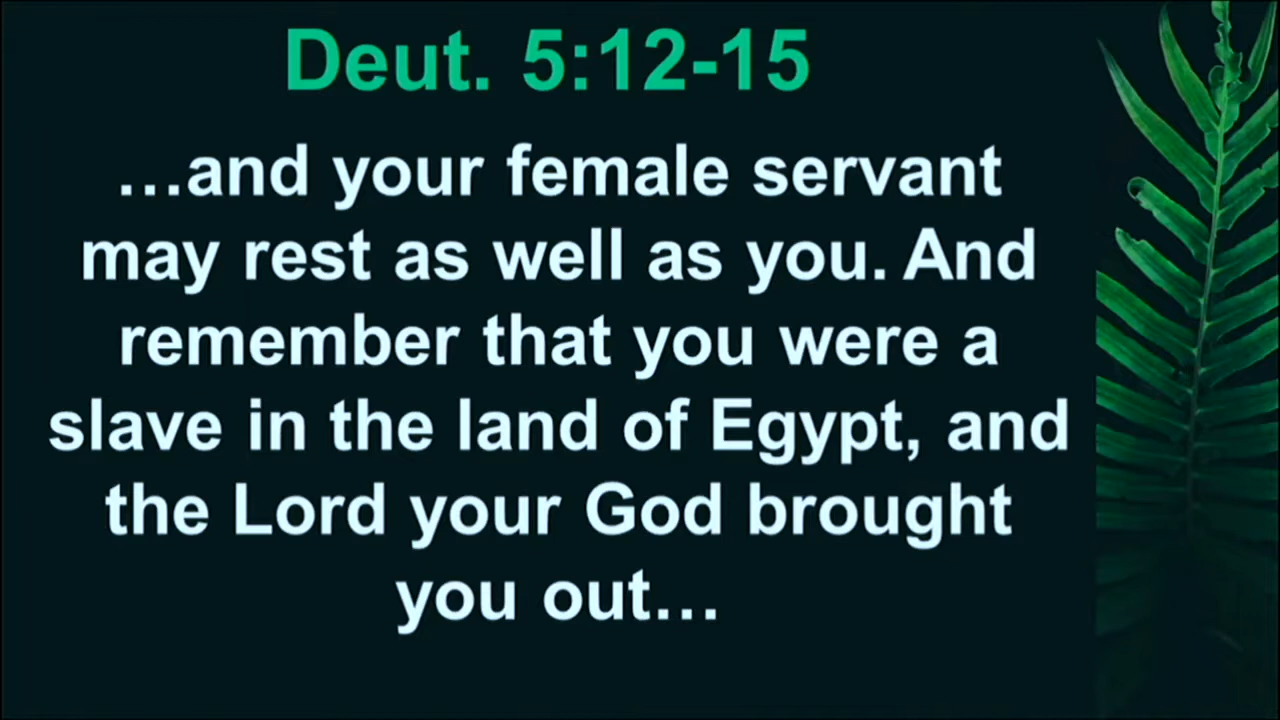 Deut. 5:12-15
…and your female servant
may rest as well as you. And
remember that you were a
slave in the land of Egypt, and
the Lord your God brought
you out…